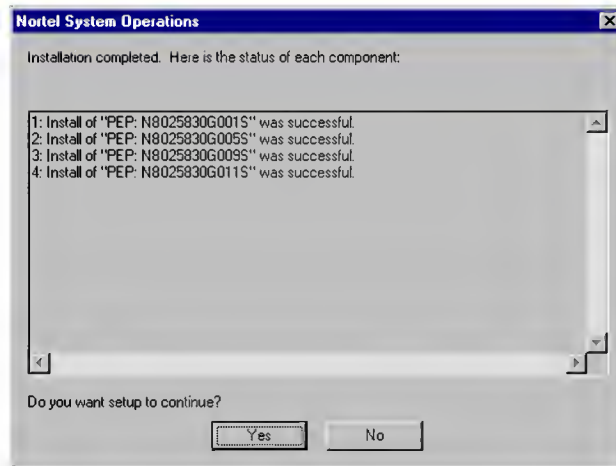 Nortel System Operations
Installation completed. Here is the status of each component:
1: Install of "PEP: N8025830G001S" was successful.
2: Install of "PEP: N8025830G005S" was successful.
3: Install of "PEP: N8025830G009S" was successful.
4: Install of "PEP: N8025830G011S" was successful.
Do you want setup to continue?
Yes
No